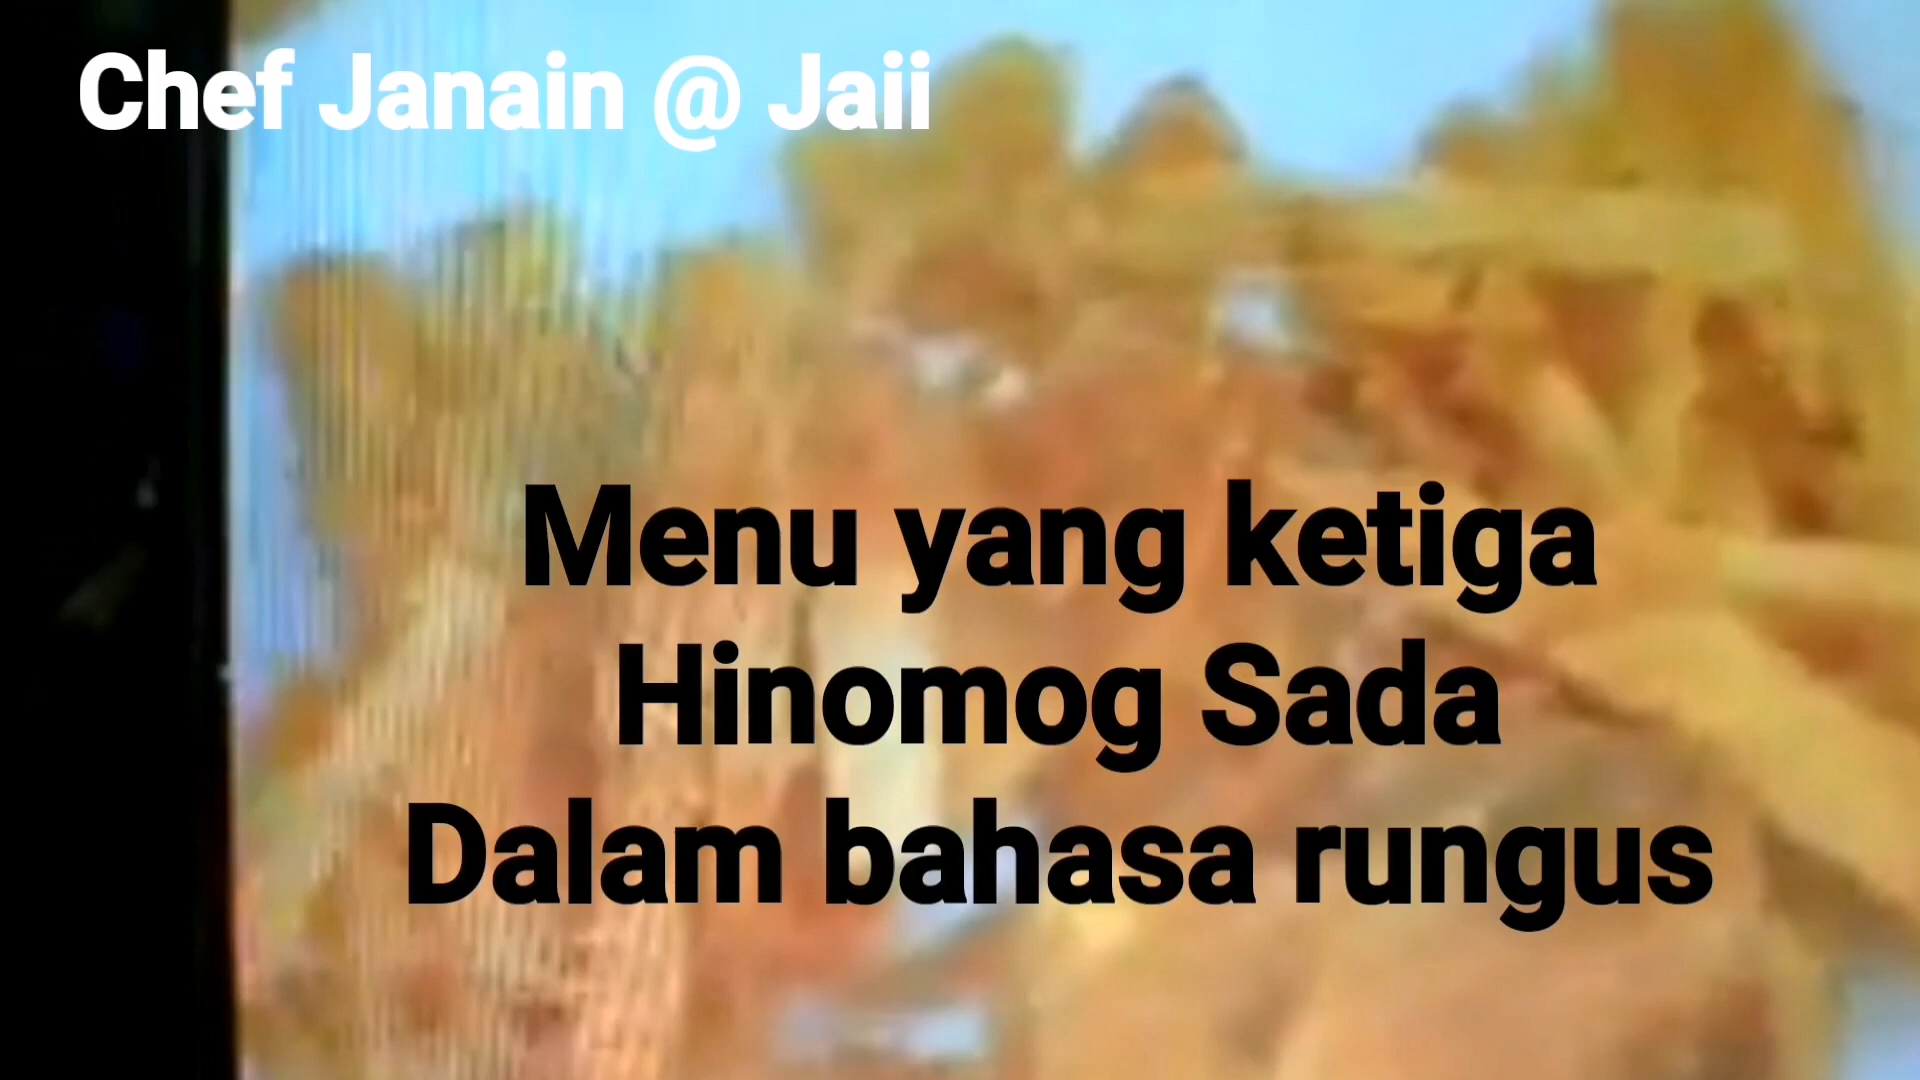 Chef Janain @ Jaii
Menu yang ketiga
Hinomog Sada
Dalam bahasa rungus